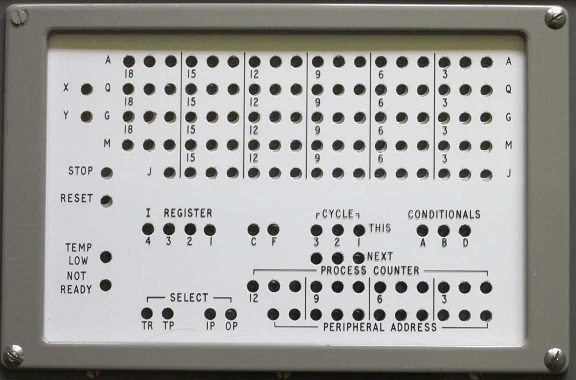 A A
18 15 12 9 6 3
X Q Q
18 15 12 9 6 3
Y G G
18 15 12 9 6 3
M M
15 12 9 6 3
STOP J J
RESET
I REGISTER CYCLE CONDITIONALS
THIS
4 3 2 1 C F 3 2 1 A B D
TEMP LOW
NEXT
PROCESS COUNTER
NOT READY
12 9 6 3
SELECT
TR TP IP OP PERIPHERAL ADDRESS